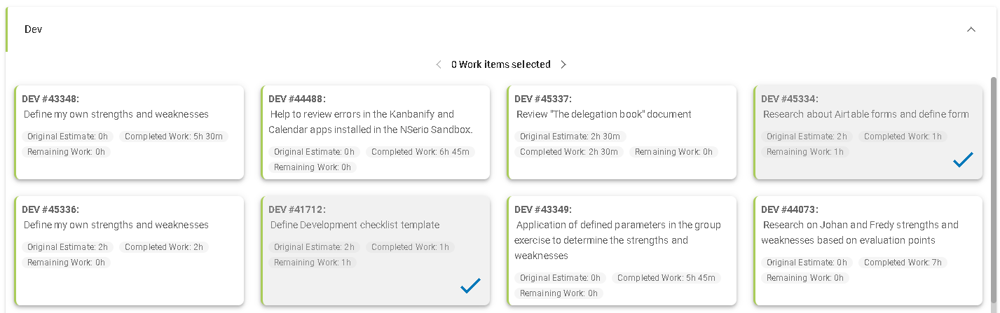 Dev
0 Work items selected
DEV #43348:
Define my own strengths and weaknesses
Original Estimate: 0h Completed Work: 5h 30m
Remaining Work: 0h
DEV #44488:
Help to review errors in the Kanbanify and
Calendar apps installed in the NSerio Sandbox.
Original Estimate: 0h Completed Work: 6h 45m
Remaining Work: 0h
DEV #45337:
Review "The delegation book" document
Original Estimate: 2h 30m
Completed Work: 2h 30m Remaining Work: 0h
DEV #45334:
Research about Airtable forms and define form
Original Estimate: 2h Completed Work: 1h
Remaining Work: 1h
DEV #45336:
Define my own strengths and weaknesses
Original Estimate: 2h Completed Work: 2h
Remaining Work: 0h
DEV #41712:
Define Development checklist template
Original Estimate: 2h Completed Work: 1h
Remaining Work: 1h
DEV #43349:
Application of defined parameters in the group
exercise to determine the strengths and
weaknesses
Original Estimate: 0h Completed Work: 5h 45m
Remaining Work: 0h
DEV #44073:
Research on Johan and Fredy strengths and
weaknesses based on evaluation points
Original Estimate: 0h Completed Work: 7h
Remaining Work: 0h